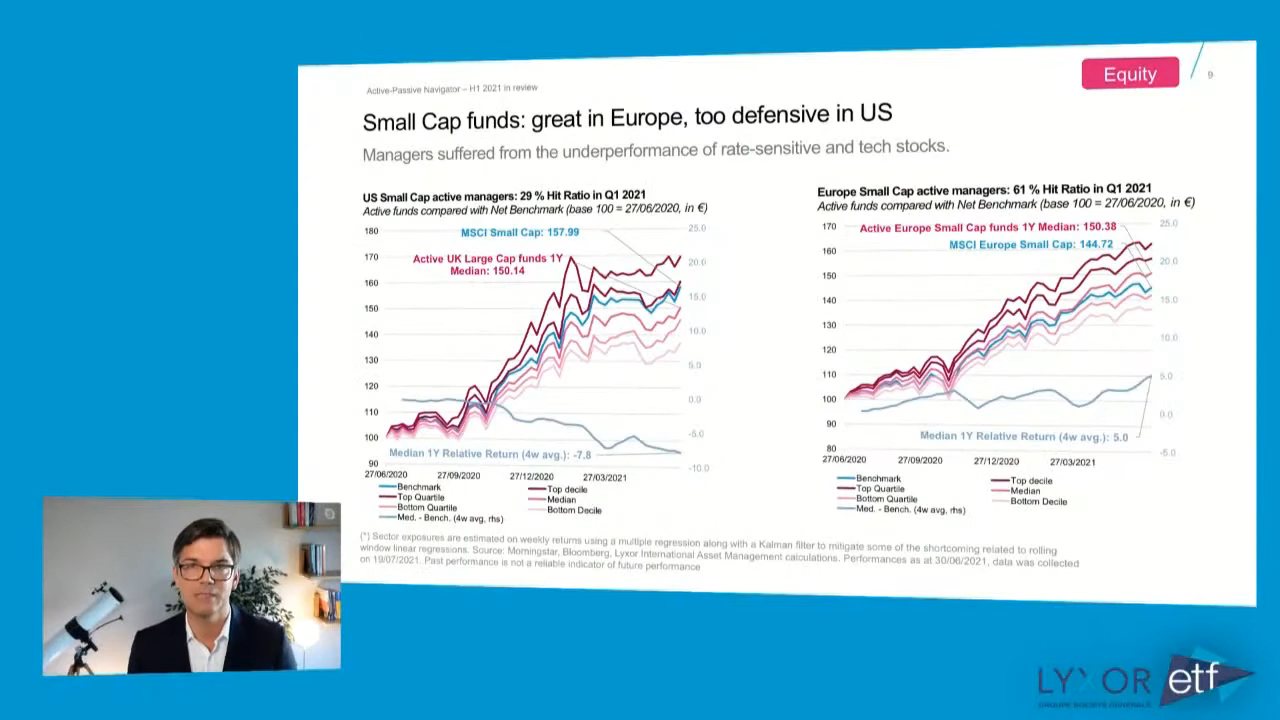 Active-Passive Navigator – H1 2021 in review
Equity
9
Small Cap funds: great in Europe, too defensive in US
Managers suffered from the underperformance of rate-sensitive and tech stocks.
US Small Cap active managers: 29 % Hit Ratio in Q1 2021
Active funds compared with Net Benchmark (base 100 = 27/06/2020, in €)
MSCI Small Cap: 157.99
Active UK Large Cap funds 1Y
Median: 150.14
180
170
160
150
140
130
120
110
100
90
25.0
20.0
15.0
10.0
5.0
0.0
-5.0
-10.0
Median 1Y Relative Return (4w avg.): -7.8
27/06/2020 27/09/2020 27/12/2020 27/03/2021
Benchmark Top decile
Top Quartile Median
Bottom Quartile Bottom Decile
Med. - Bench. (4w avg, rhs)
Europe Small Cap active managers: 61 % Hit Ratio in Q1 2021
Active funds compared with Net Benchmark (base 100 = 27/06/2020, in €)
Active Europe Small Cap funds 1Y Median: 150.38
MSCI Europe Small Cap: 144.72
170
160
150
140
130
120
110
100
90
80
25.0
20.0
15.0
10.0
5.0
0.0
-5.0
Median 1Y Relative Return (4w avg.): 5.0
27/06/2020 27/09/2020 27/12/2020 27/03/2021
Benchmark Top decile
Top Quartile Median
Bottom Quartile Bottom Decile
Med. - Bench. (4w avg, rhs)
(*) Sector exposures are estimated on weekly returns using a multiple regression along with a Kalman filter to mitigate some of the shortcoming related to rolling
window linear regressions. Source: Morningstar, Bloomberg, Lyxor International Asset Management calculations. Performances as at 30/06/2021, data was collected
on 19/07/2021. Past performance is not a reliable indicator of future performance
LYXOR etf
GROUPE SOCIETE GENERALE